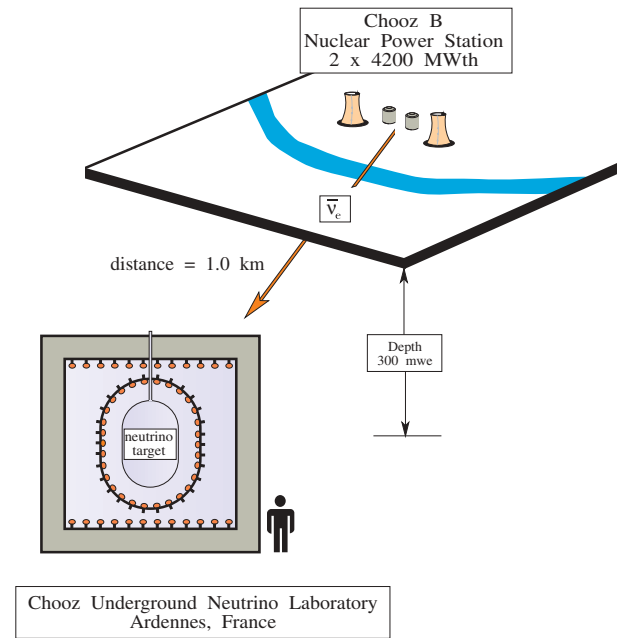 Chooz B
Nuclear Power Station
2 x 4200 MWth
ν̅e
distance = 1.0 km
Depth
300 mwe
neutrino
target
Chooz Underground Neutrino Laboratory
Ardennes, France